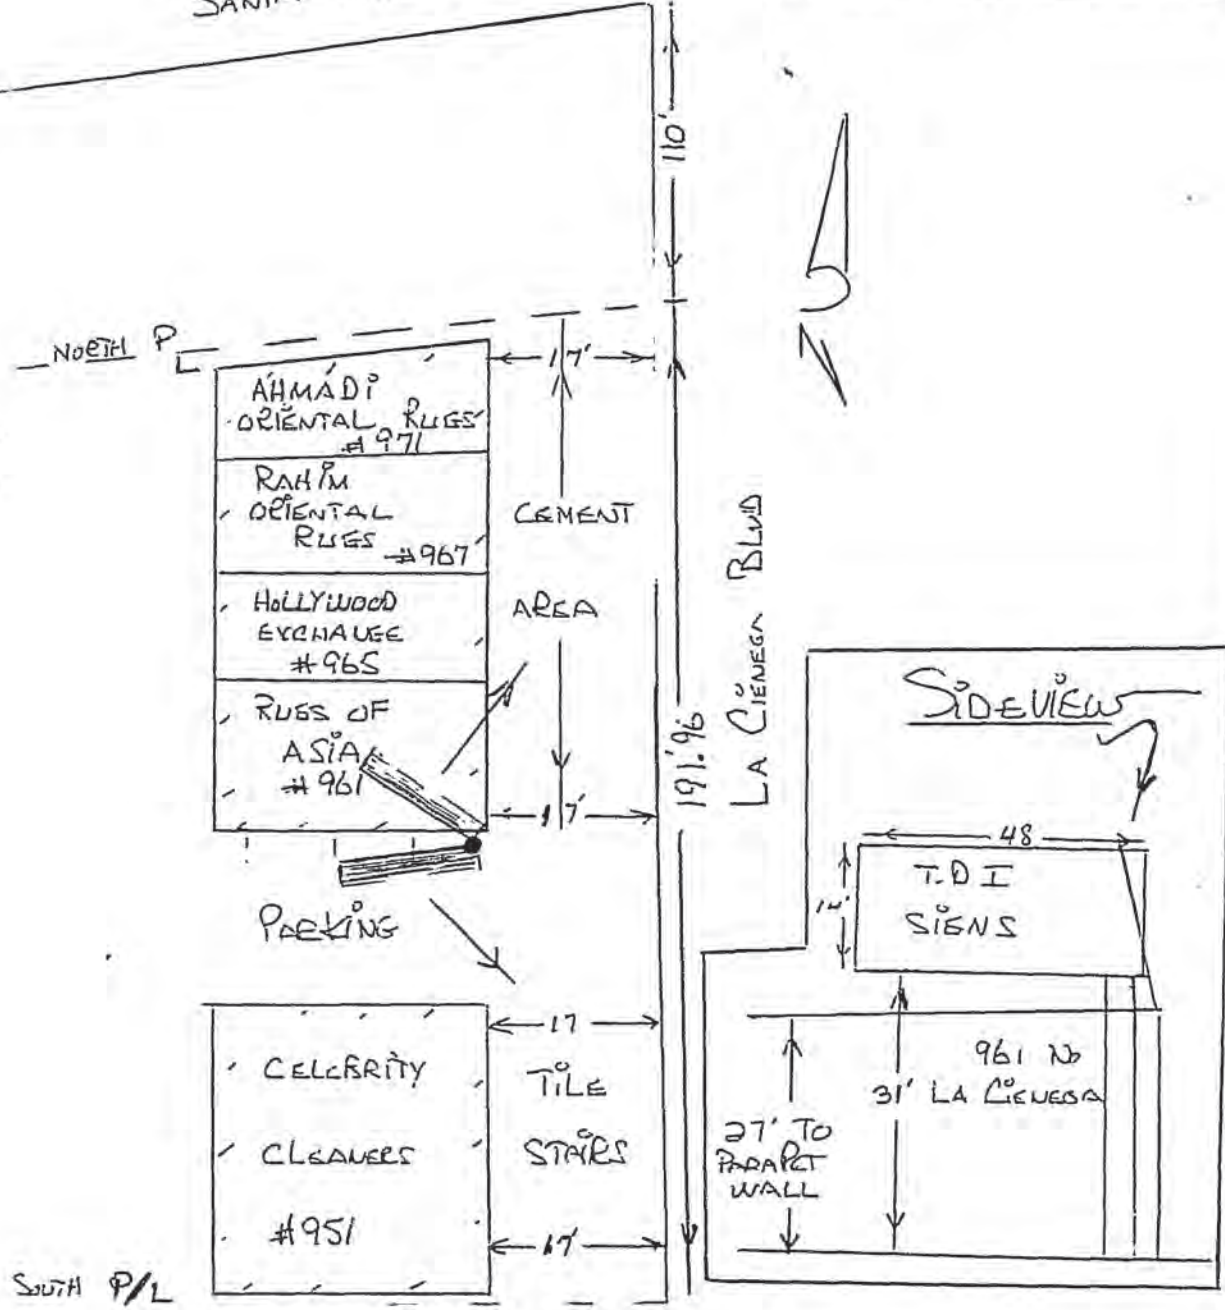 110'
NORTH PL
17'
AHMADI
ORIENTAL RUGS
#971
RAHIM
ORIENTAL
RUGS
#967
CEMENT
HOLLYWOOD
EXCHANGE
#965
AREA
RUGS OF
ASIA
#961
17'
191.'96
LA CIENEGA BLVD
N
PARKING
CELEBRITY
CLEANERS
#951
17
TILE
STAIRS
17'
SOUTH P/L
SIDEVIEW
48
14'
T.D I
SIGNS
961 No
31' LA CIENEGA
27' TO
PARAPET
WALL